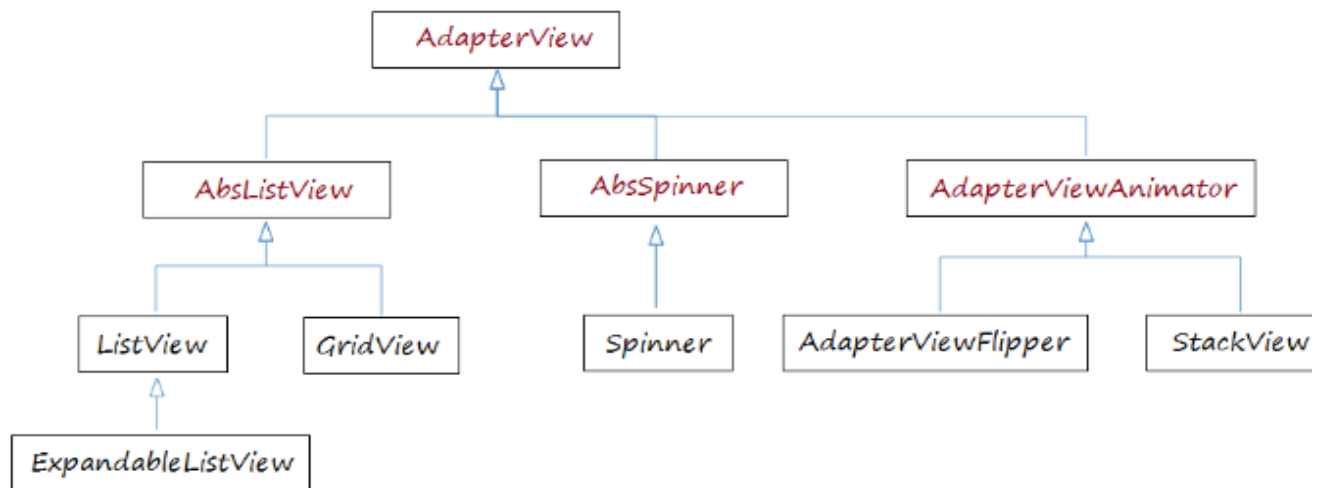 AdapterView
AbsListView
AbsSpinner
AdapterViewAnimator
ListView
GridView
Spinner
AdapterViewFlipper
StackView
ExpandableListView